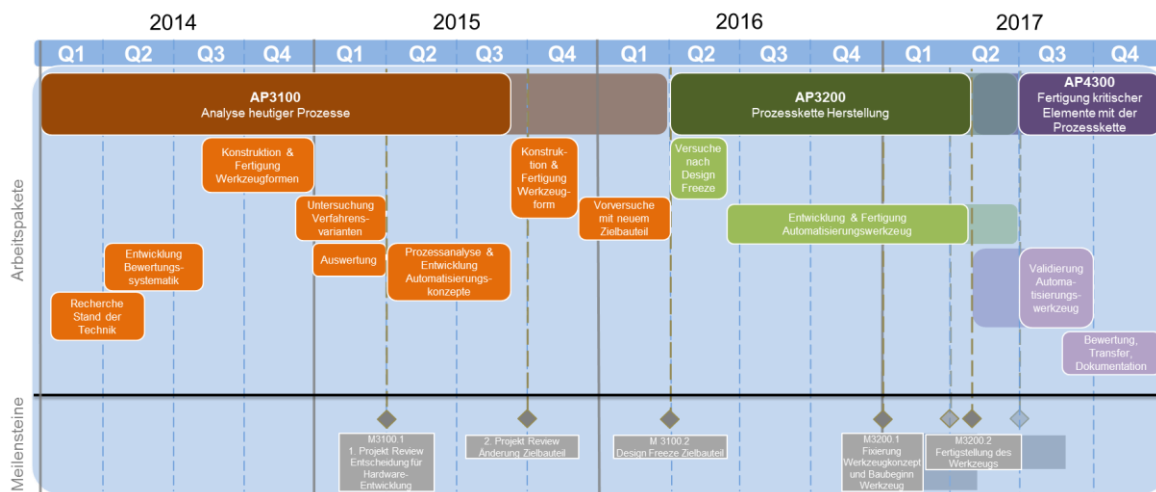 2014
2015
2016
2017
Q1 Q2 Q3 Q4 Q1 Q2 Q3 Q4 Q1 Q2 Q3 Q4 Q1 Q2 Q3 Q4
AP3100
Analyse heutiger Prozesse
AP3200
Prozesskette Herstellung
AP4300
Fertigung kritischer
Elemente mit der
Prozesskette
Arbeitspakete
Konstruktion &
Fertigung
Werkzeugformen
Konstruk-
tion &
Fertigung
Werkzeug-
form
Versuche
nach
Design
Freeze
Untersuchung
Verfahrens-
varianten
Vorversuche
mit neuem
Zielbauteil
Entwicklung & Fertigung
Automatisierungswerkzeug
Entwicklung
Bewertungs-
systematik
Auswertung
Prozessanalyse &
Entwicklung
Automatisierungs-
konzepte
Validierung
Automa-
tisierungs-
werkzeug
Recherche
Stand der
Technik
Bewertung,
Transfer,
Dokumentation
Meilensteine
M3100.1
1. Projekt Review
Entscheidung für
Hardware-
Entwicklung
2. Projekt Review
Änderung Zielbauteil
M 3100.2
Design Freeze Zielbauteil
M3200.1
Fixierung
Werkzeugkonzept
und Baubeginn
Werkzeug
M3200.2
Fertigstellung des
Werkzeugs